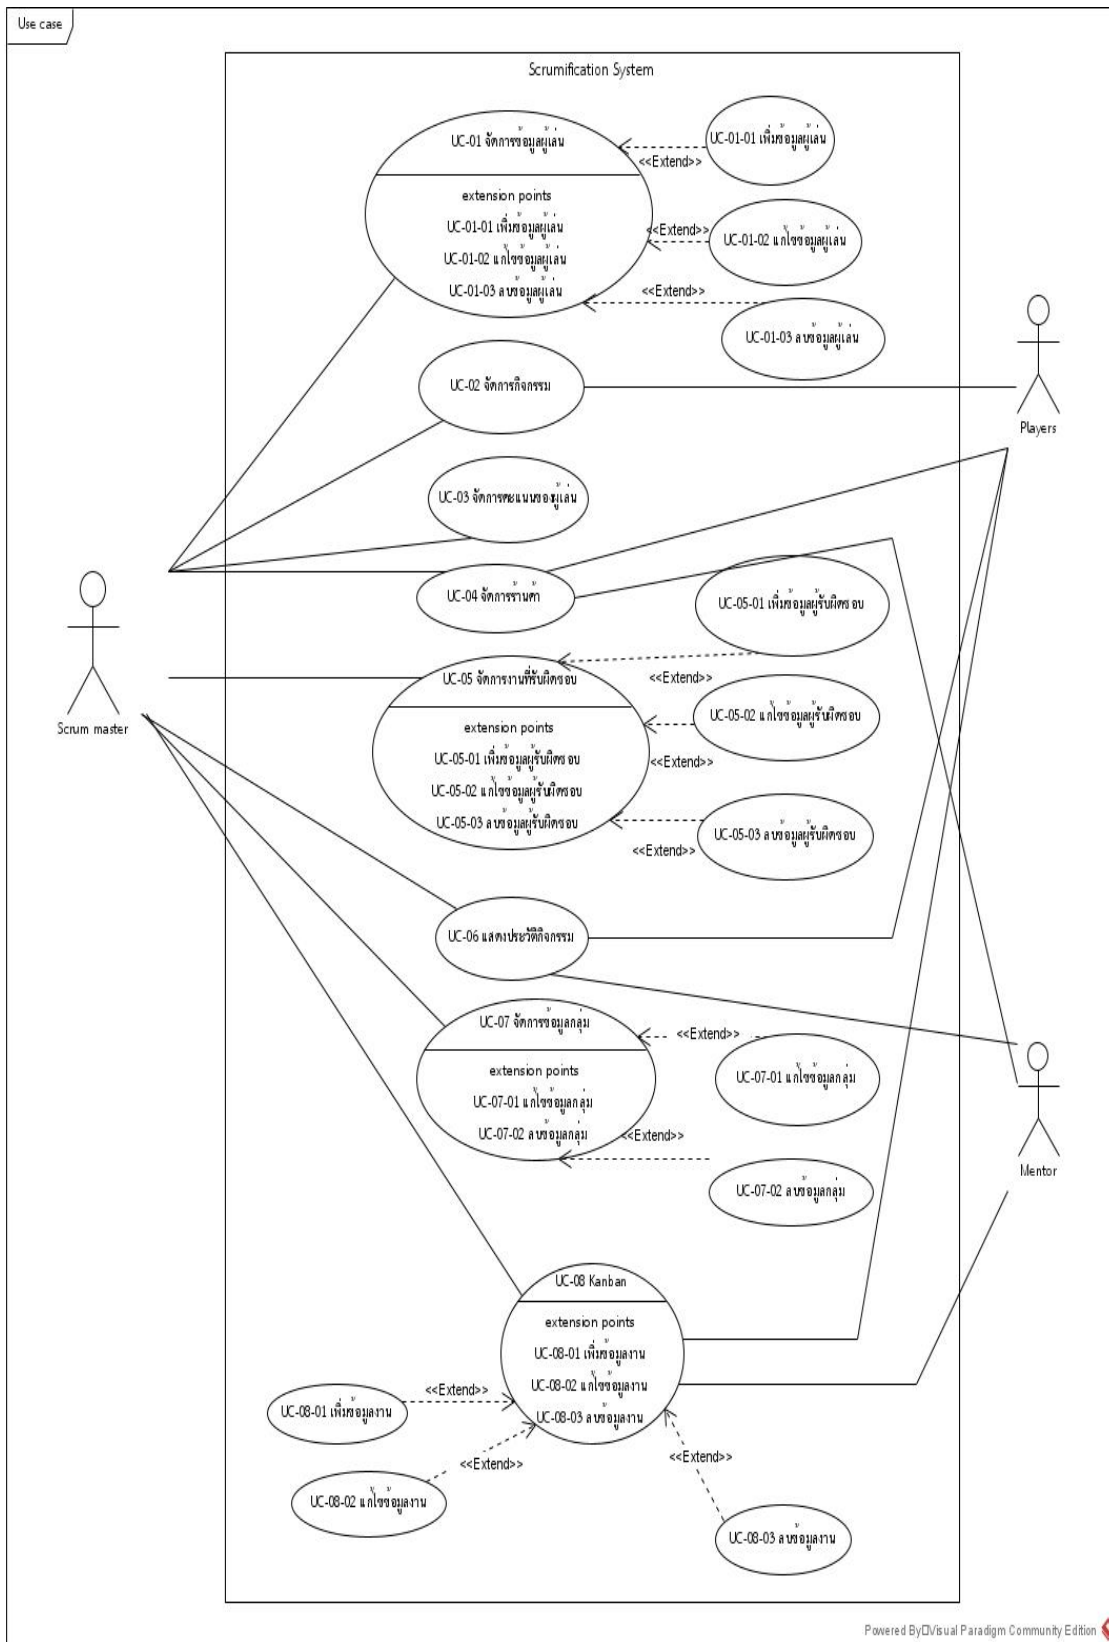 Use case
Scrumification System
UC-01 จัดการข้อมูลผู้เล่น
extension points
UC-01-01 เพิ่มข้อมูลผู้เล่น
UC-01-02 แก้ไขข้อมูลผู้เล่น
UC-01-03 ลบข้อมูลผู้เล่น
UC-01-01 เพิ่มข้อมูลผู้เล่น
<<Extend>>
<<Extend>>
UC-01-02 แก้ไขข้อมูลผู้เล่น
<<Extend>>
UC-01-03 ลบข้อมูลผู้เล่น
UC-02 จัดการกิจกรรม
Players
UC-03 จัดการคะแนนของผู้เล่น
UC-04 จัดการร้านค้า
Scrum master
UC-05 จัดการงานที่รับผิดชอบ
extension points
UC-05-01 เพิ่มข้อมูลผู้รับผิดชอบ
UC-05-02 แก้ไขข้อมูลผู้รับผิดชอบ
UC-05-03 ลบข้อมูลผู้รับผิดชอบ
UC-05-01 เพิ่มข้อมูลผู้รับผิดชอบ
<<Extend>>
UC-05-02 แก้ไขข้อมูลผู้รับผิดชอบ
<<Extend>>
UC-05-03 ลบข้อมูลผู้รับผิดชอบ
<<Extend>>
UC-06 แสดงประวัติกิจกรรม
UC-07 จัดการข้อมูลกลุ่ม
extension points
UC-07-01 แก้ไขข้อมูลกลุ่ม
UC-07-02 ลบข้อมูลกลุ่ม
<<Extend>>
UC-07-01 แก้ไขข้อมูลกลุ่ม
<<Extend>>
UC-07-02 ลบข้อมูลกลุ่ม
Mentor
UC-08 Kanban
extension points
UC-08-01 เพิ่มข้อมูลงาน
UC-08-02 แก้ไขข้อมูลงาน
UC-08-03 ลบข้อมูลงาน
<<Extend>>
UC-08-01 เพิ่มข้อมูลงาน
<<Extend>>
UC-08-02 แก้ไขข้อมูลงาน
<<Extend>>
UC-08-03 ลบข้อมูลงาน
Powered By□Visual Paradigm Community Edition